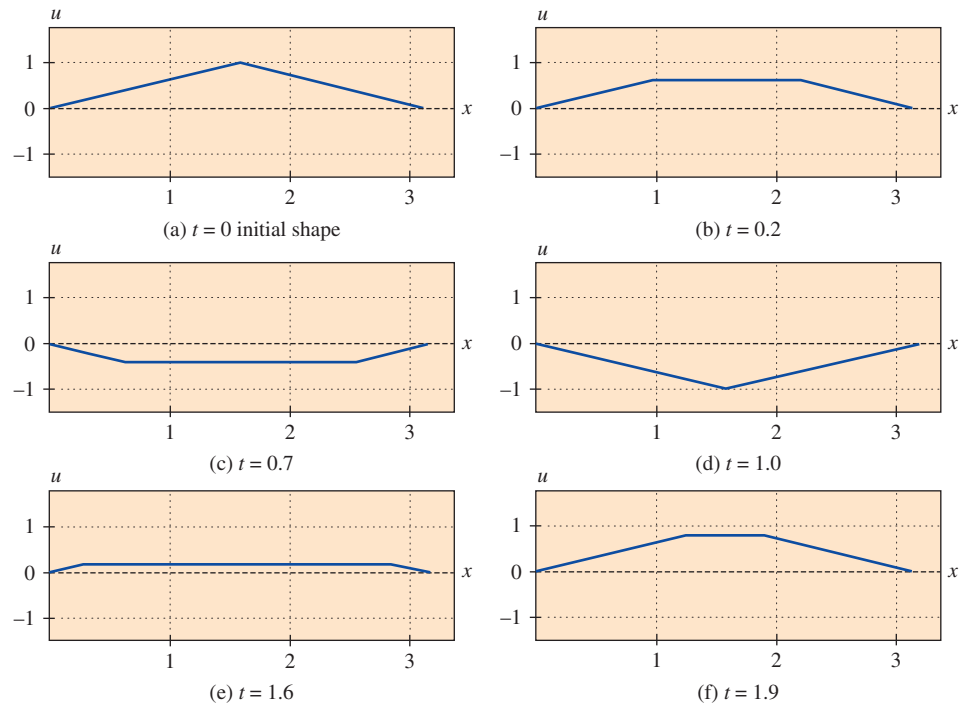 u
1
0
–1
x
1 2 3
(a) t = 0 initial shape
u
1
0
–1
x
1 2 3
(b) t = 0.2
u
1
0
–1
x
1 2 3
(c) t = 0.7
u
1
0
–1
x
1 2 3
(d) t = 1.0
u
1
0
–1
x
1 2 3
(e) t = 1.6
u
1
0
–1
x
1 2 3
(f) t = 1.9